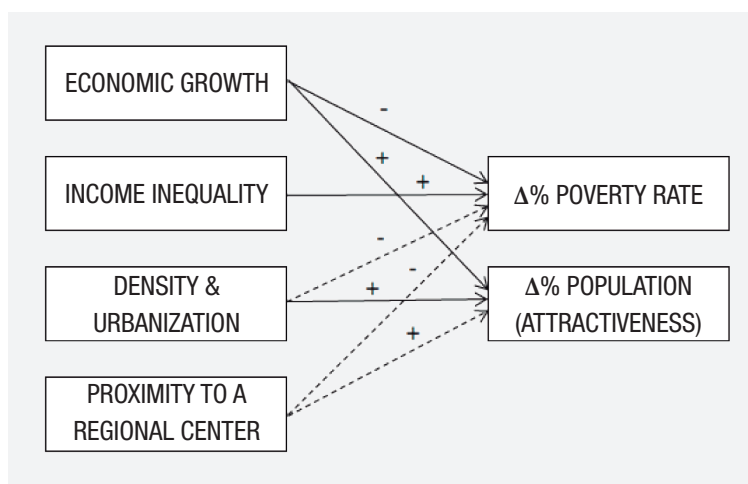 ECONOMIC GROWTH
-
+
INCOME INEQUALITY
+
Δ% POVERTY RATE
-
-
DENSITY &
URBANIZATION
+
Δ% POPULATION
(ATTRACTIVENESS)
+
PROXIMITY TO A
REGIONAL CENTER